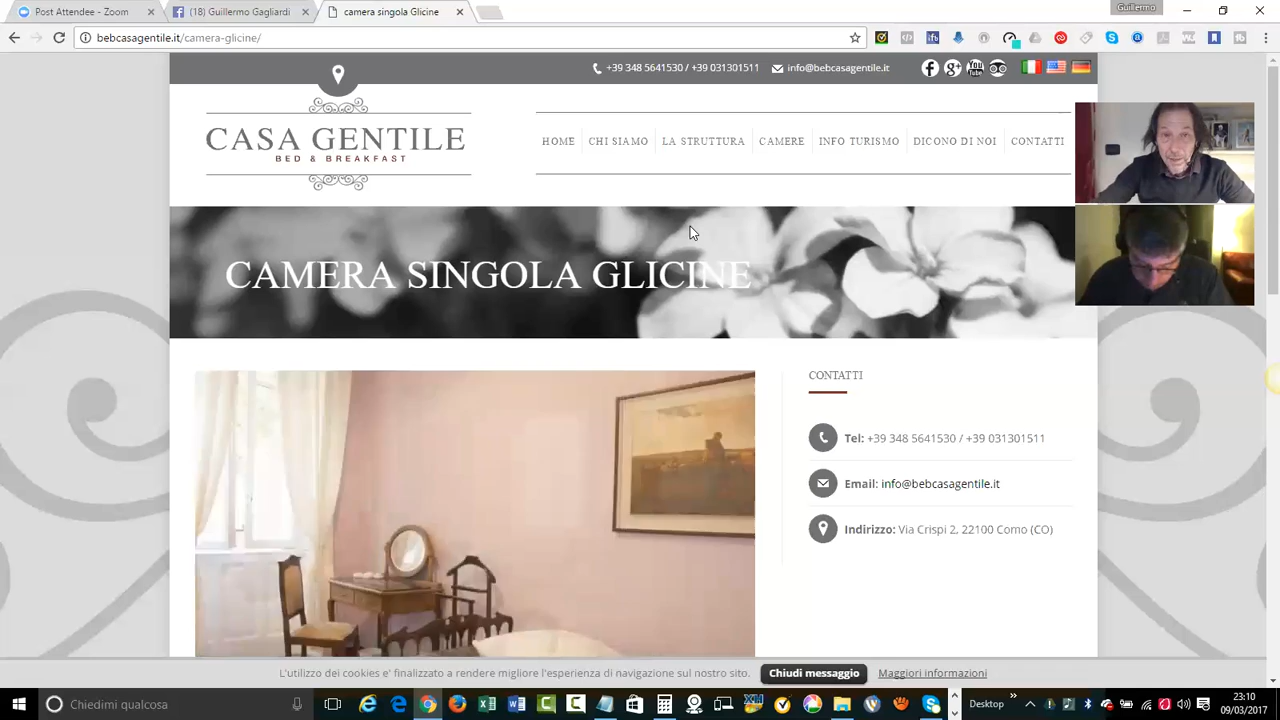 Post Attendee - Zoom
(18) Guillermo Gagliardi
camera singola Glicine
Guillermo
bebcasagentile.it/camera-glicine/
+39 348 5641530 / +39 031301511
info@bebcasagentile.it
CASA GENTILE
BED & BREAKFAST
HOME
CHI SIAMO
LA STRUTTURA
CAMERE
INFO TURISMO
DICONO DI NOI
CONTATTI
CAMERA SINGOLA GLICINE
CONTATTI
Tel: +39 348 5641530 / +39 031301511
Email: info@bebcasagentile.it
Indirizzo: Via Crispi 2, 22100 Como (CO)
L'utilizzo dei cookies e' finalizzato a rendere migliore l'esperienza di navigazione sul nostro sito.
Chiudi messaggio
Maggiori informazioni
Chiedimi qualcosa
Desktop
23:10
09/03/2017